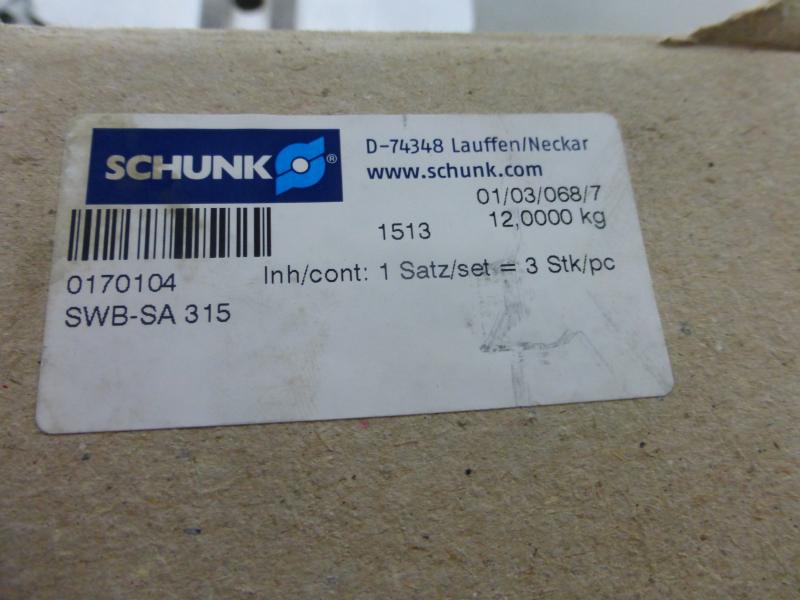 SCHUNK ®
D-74348 Lauffen/Neckar
www.schunk.com
01/03/068/7
1513 12,0000 kg
0170104 Inh/cont: 1 Satz/set = 3 Stk/pc
SWB-SA 315